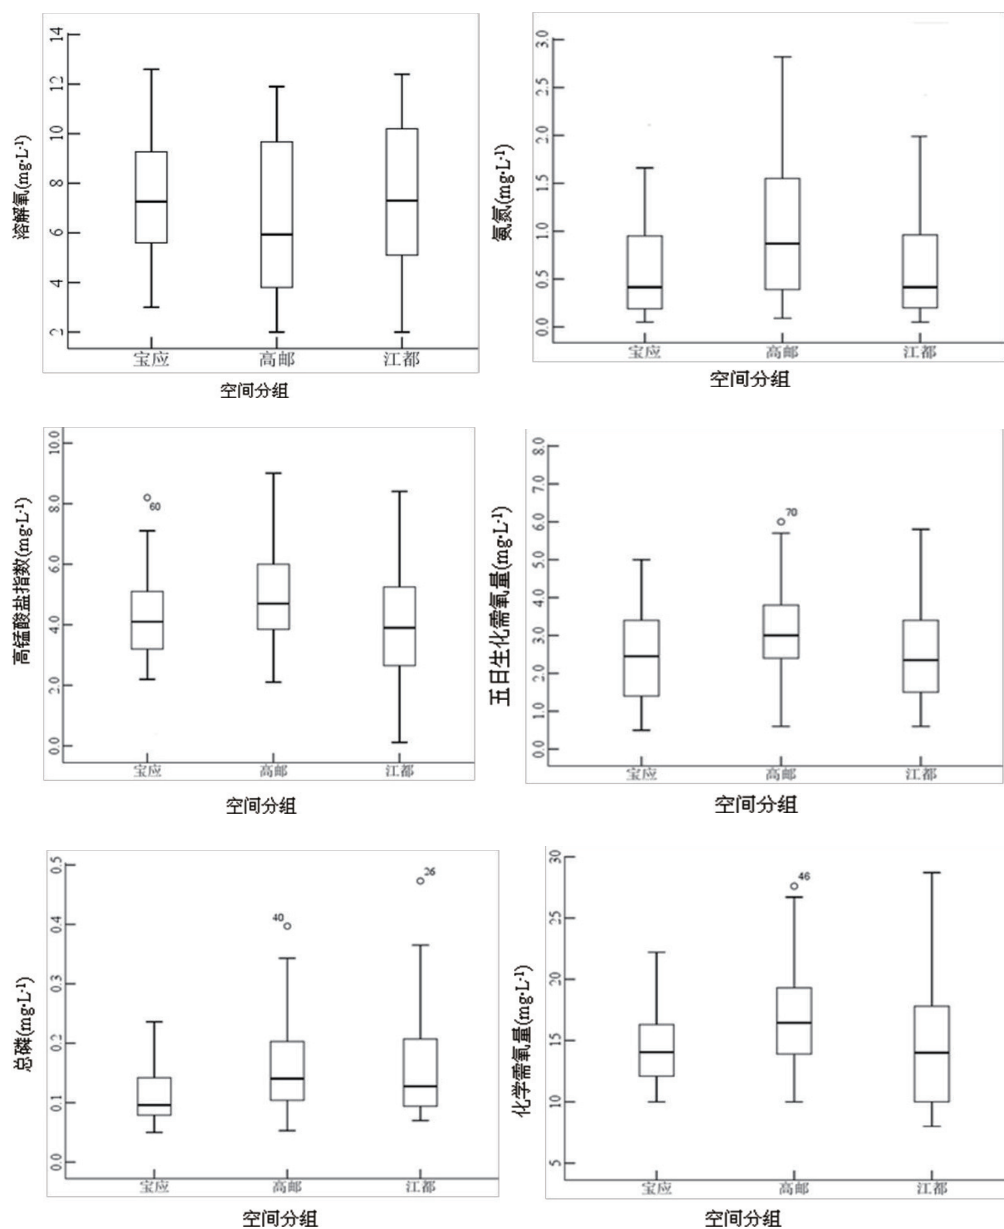 溶解氧(mg·L-1)
14
12
10
8
6
4
2
宝应
高邮
江都
空间分组
氨氮(mg·L-1)
3.0
2.5
2.0
1.5
1.0
0.5
0.0
宝应
高邮
江都
空间分组
高锰酸盐指数(mg·L-1)
10.0
8.0
6.0
4.0
2.0
0.0
60
宝应
高邮
江都
空间分组
五日生化需氧量(mg·L-1)
8.0
7.0
6.0
5.0
4.0
3.0
2.0
1.0
0.0
70
宝应
高邮
江都
空间分组
总磷(mg·L-1)
0.5
0.4
0.3
0.2
0.1
0.0
40
26
宝应
高邮
江都
空间分组
化学需氧量(mg·L-1)
30
25
20
15
10
5
46
宝应
高邮
江都
空间分组